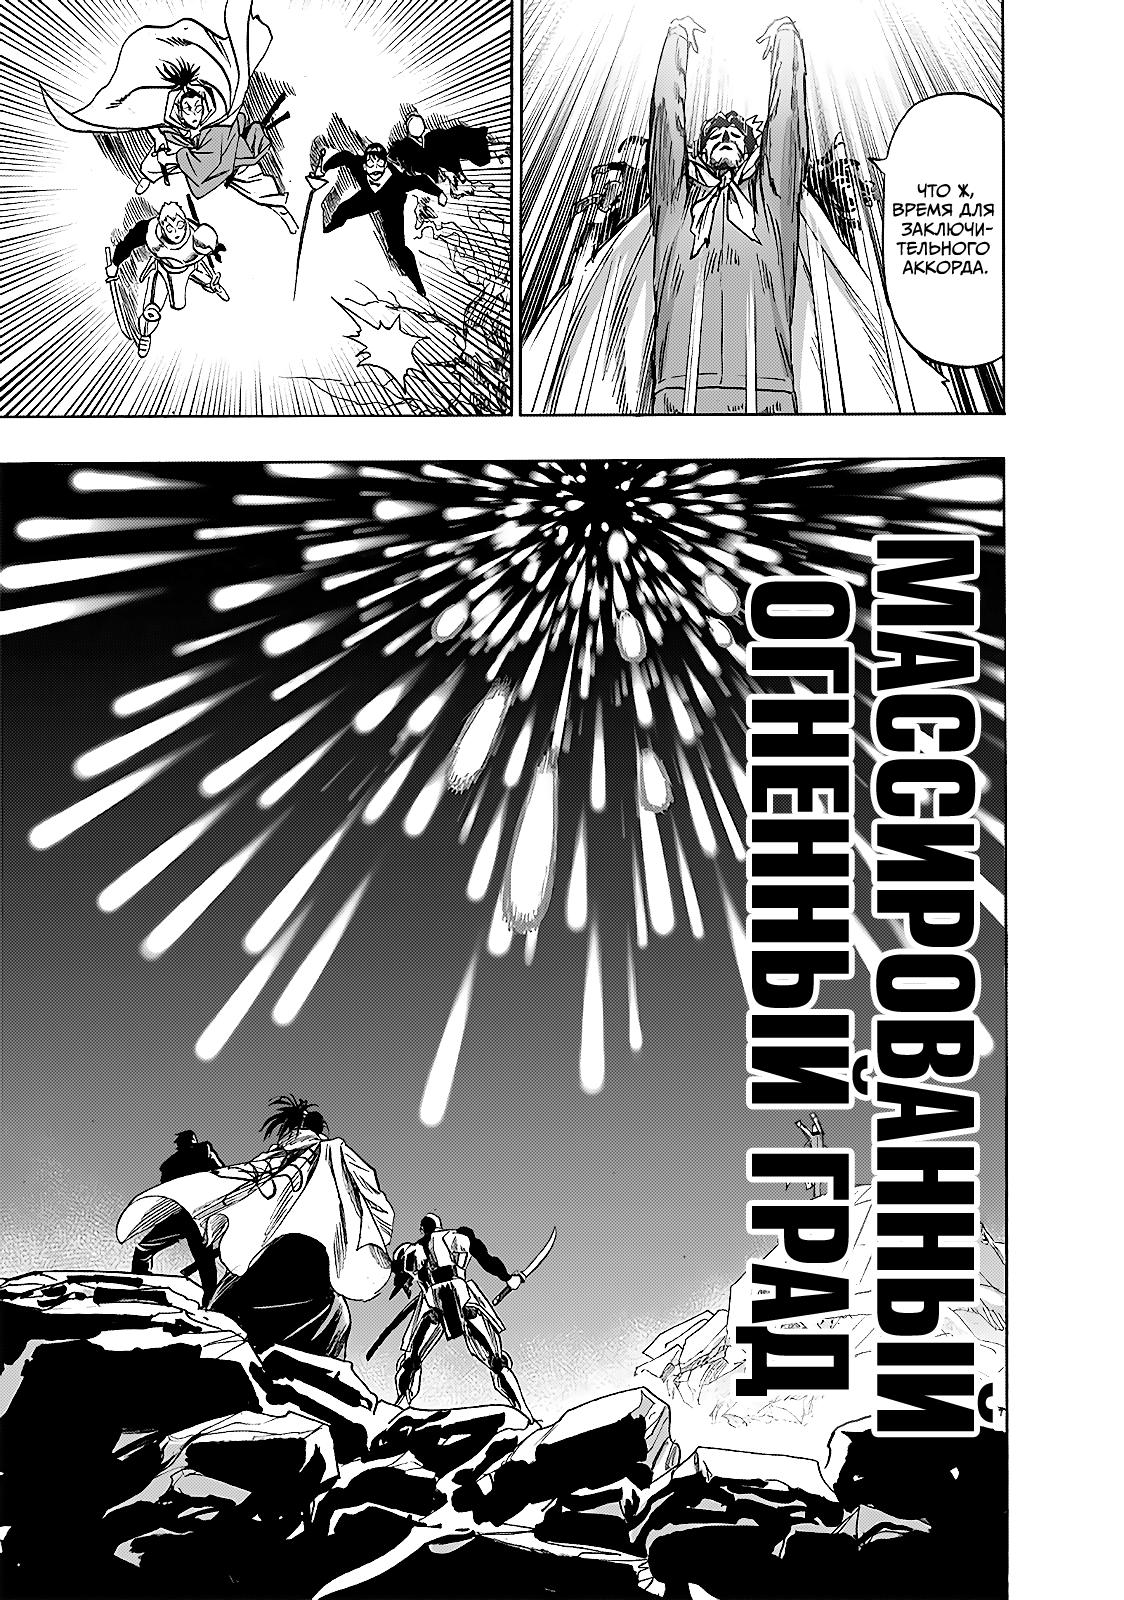 ЧТО Ж,
ВРЕМЯ ДЛЯ
ЗАКЛЮЧИ-
ТЕЛЬНОГО
АККОРДА.
МАССИРОВАННЫЙ
ОГНЕННЫЙ ГРАД